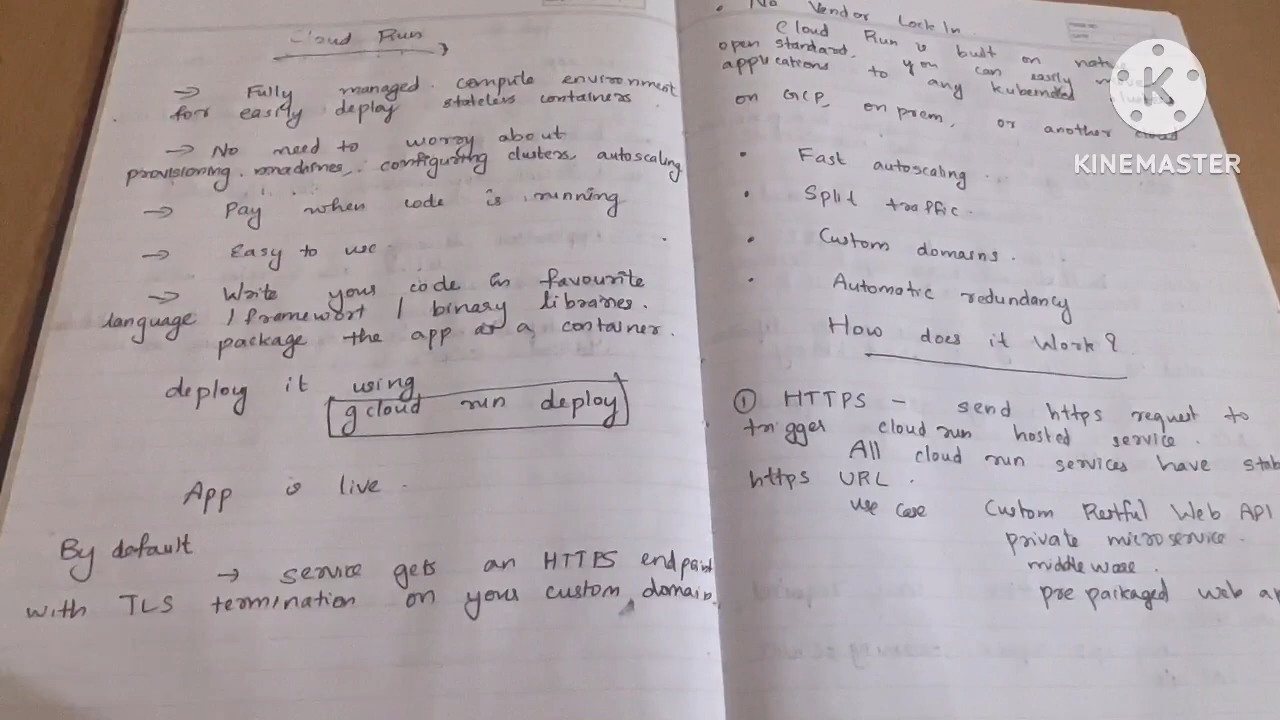 Cloud Run
→ Fully managed compute environment
for easily deploy stateless containers
→ No need to worry about
provisioning machines, configuring clusters, autoscaling
→ Pay when code is running
→ Easy to use
→ Write your code in favourite
language / framework / binary libraries.
package the app as a container.
deploy it using
gcloud run deploy
App is live.
By default
→ service gets an HTTPS endpoint
with TLS termination on your custom domain.
• No Vendor Lock In
Cloud Run is built on
open standard. you can easily
applications to any kubernetes
on GCP, on prem, or another cloud
• Fast autoscaling.
• Split traffic.
• Custom domains.
• Automatic redundancy
How does it work?
① HTTPS - send https request to
trigger cloud run hosted service.
All cloud run services have stab
https URL.
use case Custom Restful Web API
private microservice.
middleware.
prepackaged web ap
K
KINEMASTER